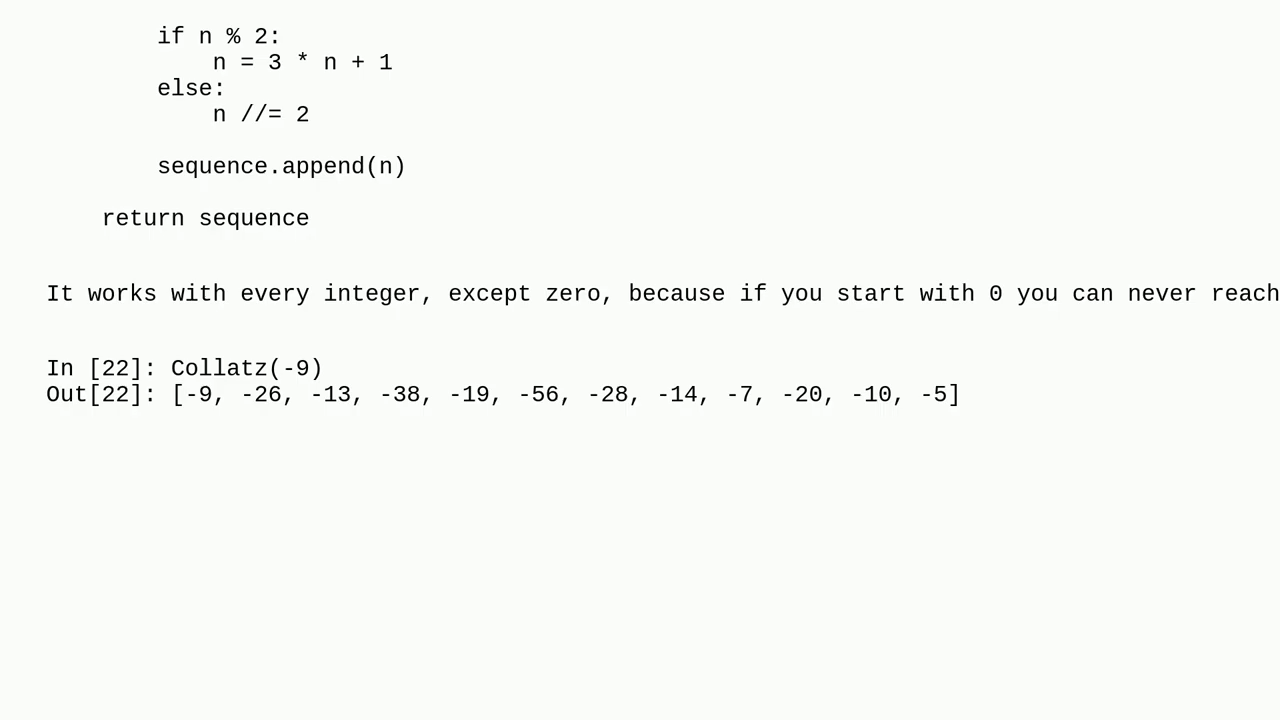 if n % 2:
n = 3 * n + 1
else:
n //= 2
sequence.append(n)
return sequence
It works with every integer, except zero, because if you start with 0 you can never reach
In [22]: Collatz(-9)
Out[22]: [-9, -26, -13, -38, -19, -56, -28, -14, -7, -20, -10, -5]